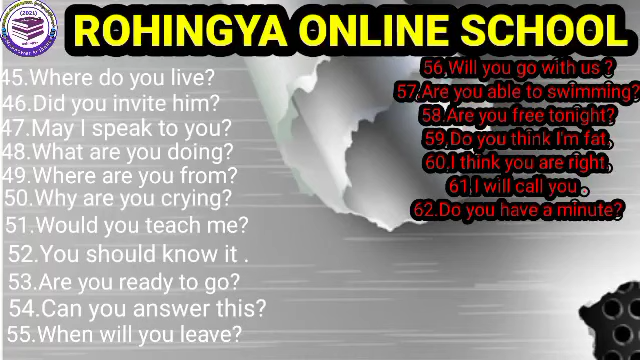 (2021)
ROHINGYA ONLINE SCHOOL
45.Where do you live?
46.Did you invite him?
47.May I speak to you?
48.What are you doing?
49.Where are you from?
50.Why are you crying?
51.Would you teach me?
52.You should know it .
53.Are you ready to go?
54.Can you answer this?
55.When will you leave?
56,Will you go with us ?
57.Are you able to swimming?
58.Are you free tonight?
59.Do you think I'm fat,
60.I think you are right,
61,I will call you .
62.Do you have a minute?